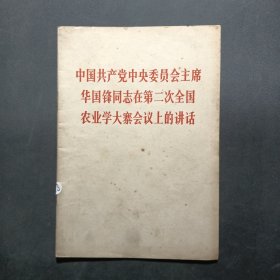 中国共产党中央委员会主席
华国锋同志在第二次全国
农业学大寨会议上的讲话